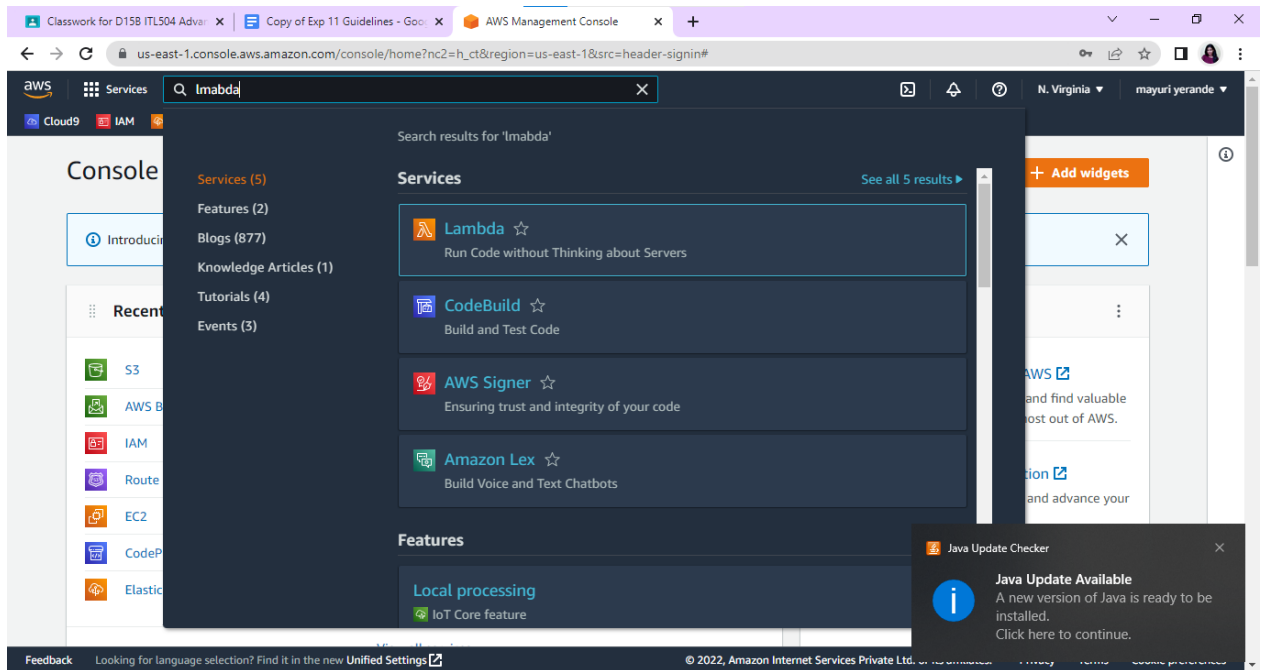 Classwork for D15B ITL504 Advan
Copy of Exp 11 Guidelines - Goo
AWS Management Console
us-east-1.console.aws.amazon.com/console/home?nc2=h_ct&region=us-east-1&src=header-signin#
aws
Services
lmabda
N. Virginia
mayuri yerande
Cloud9
IAM
Search results for 'lmabda'
Console
Add widgets
Services (5)
Features (2)
Blogs (877)
Knowledge Articles (1)
Tutorials (4)
Events (3)
Services
See all 5 results
Lambda
Run Code without Thinking about Servers
CodeBuild
Build and Test Code
AWS Signer
Ensuring trust and integrity of your code
Amazon Lex
Build Voice and Text Chatbots
Features
Local processing
IoT Core feature
Introducin
Recent
S3
AWS B
IAM
Route
EC2
CodeP
Elastic
AWS
and find valuable
ost out of AWS.
tion
and advance your
Java Update Checker
Java Update Available
A new version of Java is ready to be
installed.
Click here to continue.
Feedback
Looking for language selection? Find it in the new Unified Settings
© 2022, Amazon Internet Services Private Ltd. or its affiliates.
Privacy
Terms
Cookie preferences